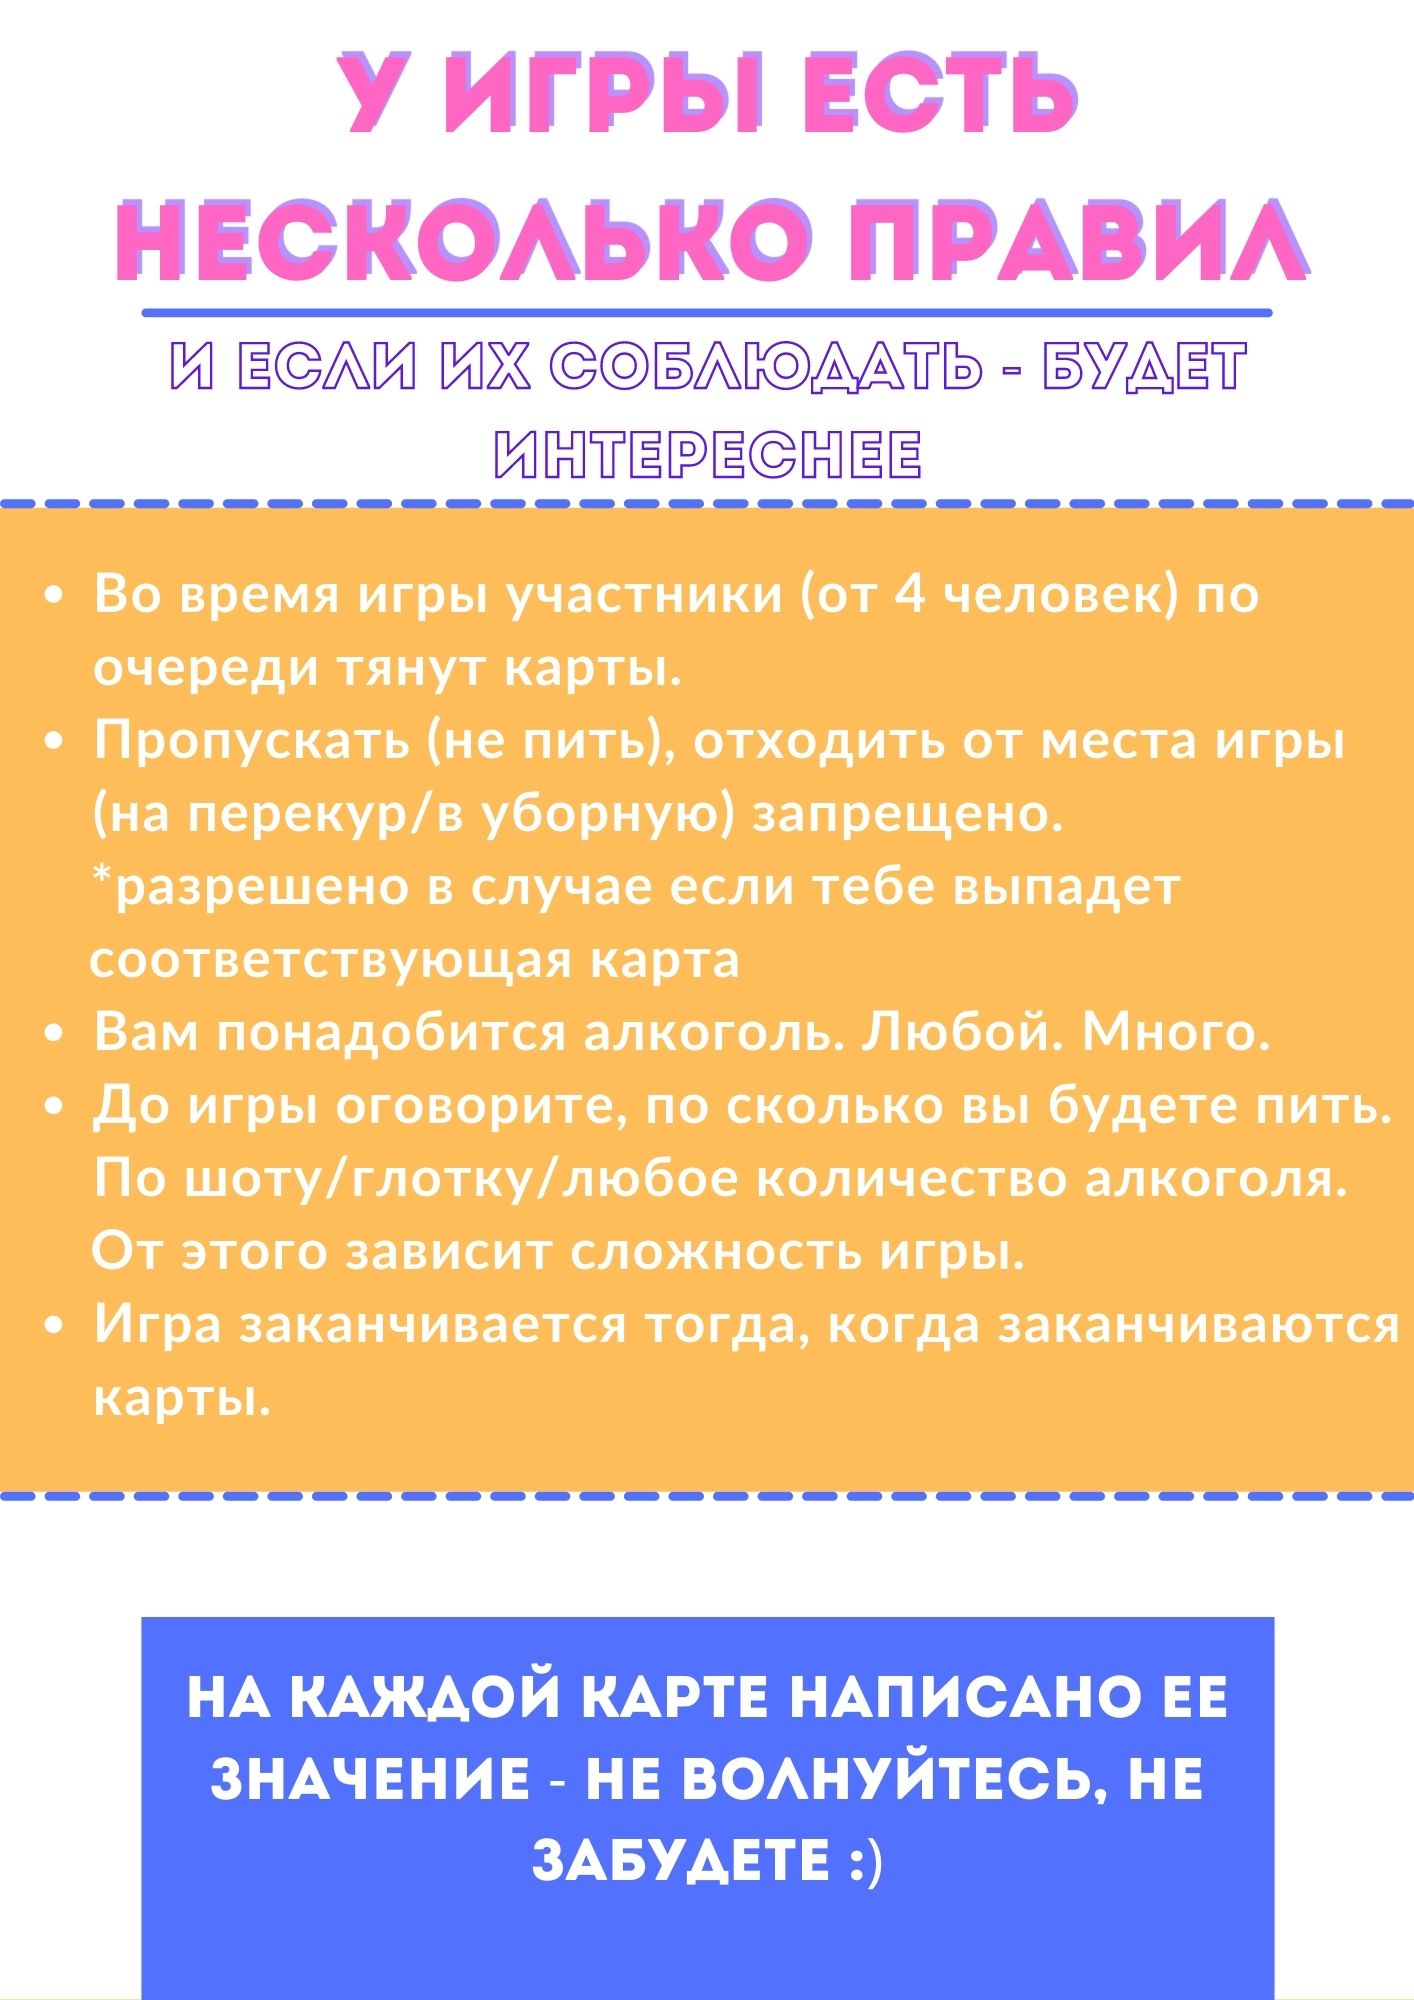 У ИГРЫ ЕСТЬ
НЕСКОЛЬКО ПРАВИЛ
И ЕСЛИ ИХ СОБЛЮДАТЬ - БУДЕТ
ИНТЕРЕСНЕЕ
• Во время игры участники (от 4 человек) по
очереди тянут карты.
• Пропускать (не пить), отходить от места игры
(на перекур/в уборную) запрещено.
*разрешено в случае если тебе выпадет
соответствующая карта
• Вам понадобится алкоголь. Любой. Много.
• До игры оговорите, по сколько вы будете пить.
По шоту/глотку/любое количество алкоголя.
От этого зависит сложность игры.
• Игра заканчивается тогда, когда заканчиваются
карты.
НА КАЖДОЙ КАРТЕ НАПИСАНО ЕЕ
ЗНАЧЕНИЕ - НЕ ВОЛНУЙТЕСЬ, НЕ
ЗАБУДЕТЕ :)